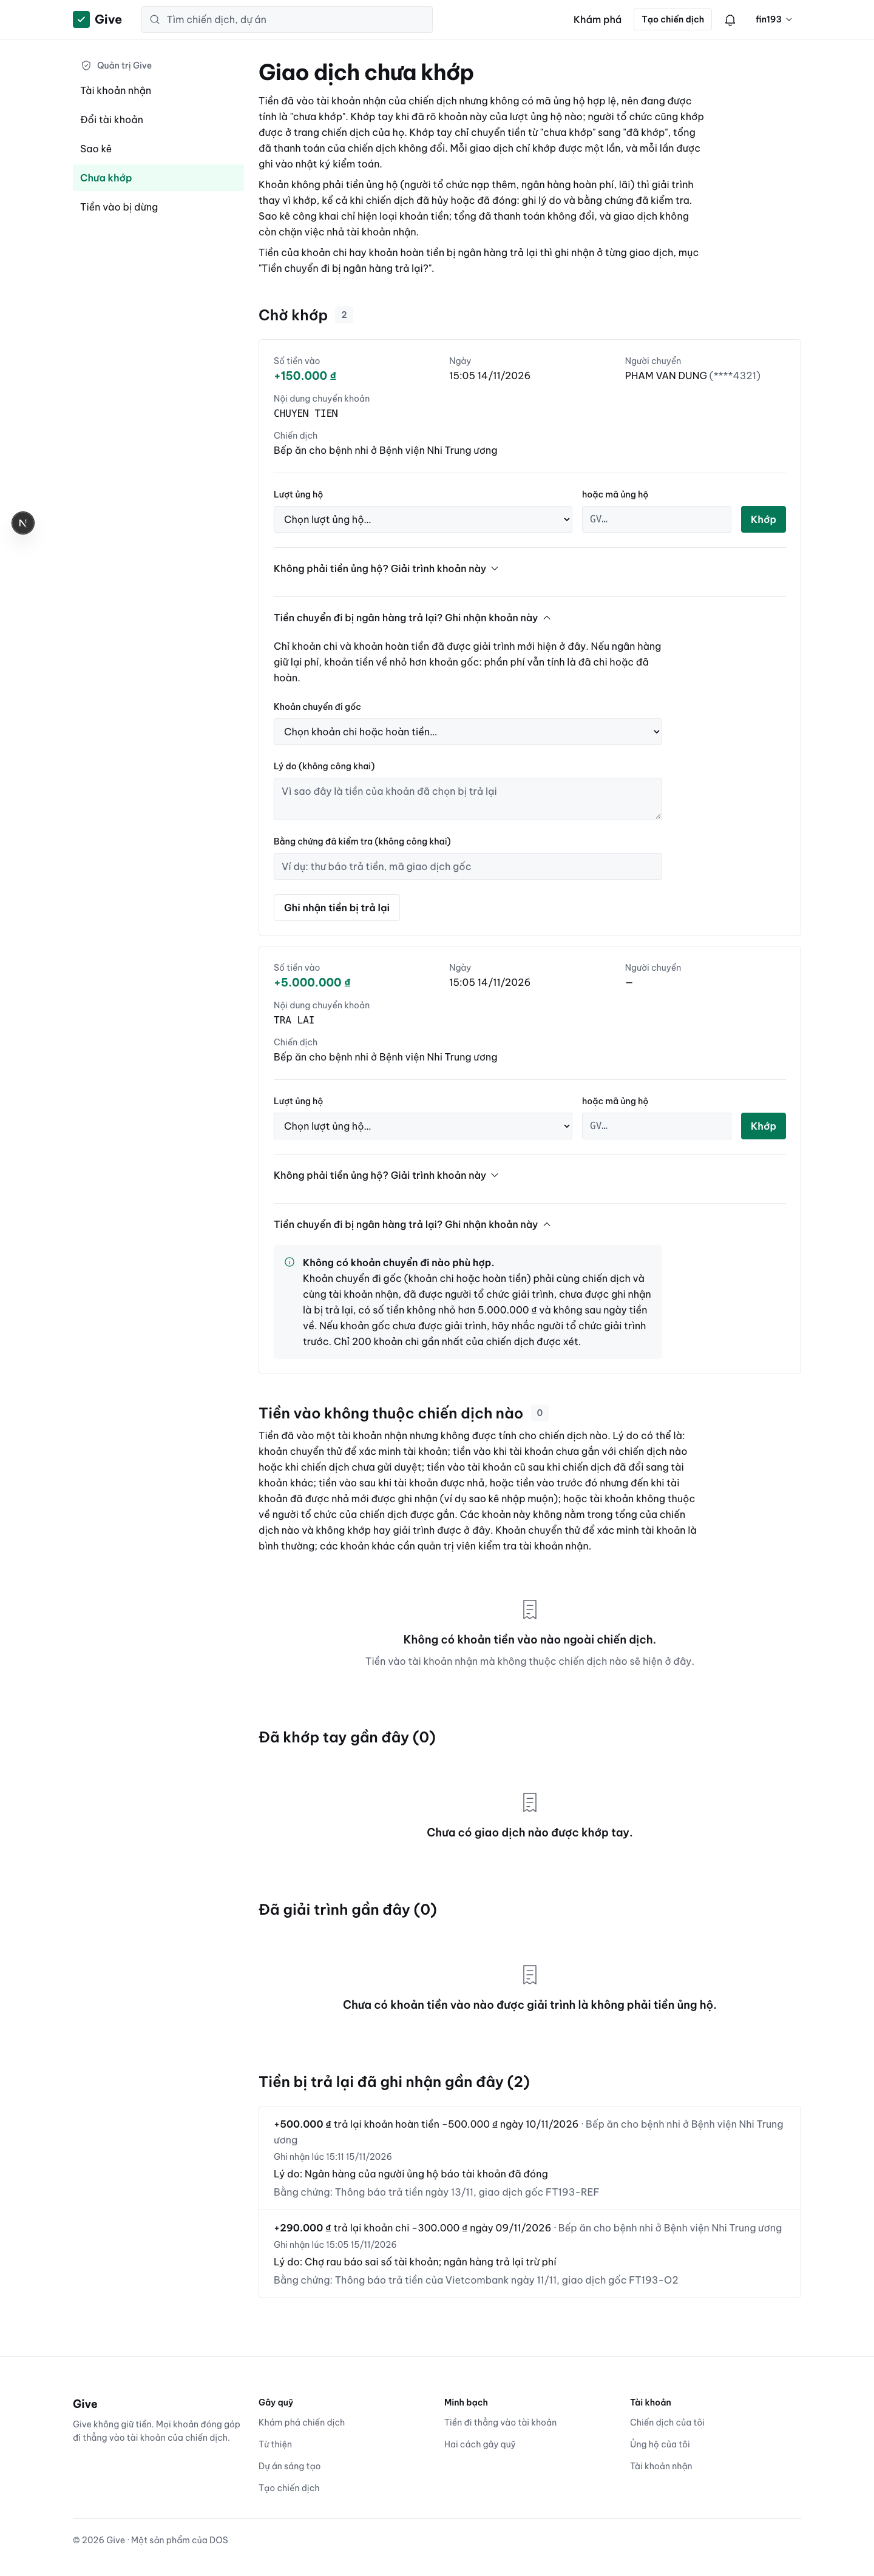 Give
Tìm chiến dịch, dự án
Khám phá
Tạo chiến dịch
fin193
Quản trị Give
Tài khoản nhận
Đổi tài khoản
Sao kê
Chưa khớp
Tiền vào bị dừng
Giao dịch chưa khớp
Tiền đã vào tài khoản nhận của chiến dịch nhưng không có mã ủng hộ hợp lệ, nên đang được
tính là "chưa khớp". Khớp tay khi đã rõ khoản này của lượt ủng hộ nào; người tổ chức cũng khớp
được ở trang chiến dịch của họ. Khớp tay chỉ chuyển tiền từ "chưa khớp" sang "đã khớp", tổng
đã thanh toán của chiến dịch không đổi. Mỗi giao dịch chỉ khớp được một lần, và mỗi lần được
ghi vào nhật ký kiểm toán.
Khoản không phải tiền ủng hộ (người tổ chức nạp thêm, ngân hàng hoàn phí, lãi) thì giải trình
thay vì khớp, kể cả khi chiến dịch đã hủy hoặc đã đóng: ghi lý do và bằng chứng đã kiểm tra.
Sao kê công khai chỉ hiện loại khoản tiền; tổng đã thanh toán không đổi, và giao dịch không
còn chặn việc nhả tài khoản nhận.
Tiền của khoản chi hay khoản hoàn tiền bị ngân hàng trả lại thì ghi nhận ở từng giao dịch, mục
"Tiền chuyển đi bị ngân hàng trả lại?".
Chờ khớp 2
Số tiền vào
+150.000 ₫
Ngày
15:05 14/11/2026
Người chuyển
PHAM VAN DUNG (****4321)
Nội dung chuyển khoản
CHUYEN TIEN
Chiến dịch
Bếp ăn cho bệnh nhi ở Bệnh viện Nhi Trung ương
Lượt ủng hộ
Chọn lượt ủng hộ...
hoặc mã ủng hộ
GV…
Khớp
Không phải tiền ủng hộ? Giải trình khoản này
Tiền chuyển đi bị ngân hàng trả lại? Ghi nhận khoản này
Chỉ khoản chi và khoản hoàn tiền đã được giải trình mới hiện ở đây. Nếu ngân hàng
giữ lại phí, khoản tiền về nhỏ hơn khoản gốc: phần phí vẫn tính là đã chi hoặc đã
hoàn.
Khoản chuyển đi gốc
Chọn khoản chi hoặc hoàn tiền...
Lý do (không công khai)
Vì sao đây là tiền của khoản đã chọn bị trả lại
Bằng chứng đã kiểm tra (không công khai)
Ví dụ: thư báo trả tiền, mã giao dịch gốc
Ghi nhận tiền bị trả lại
Số tiền vào
+5.000.000 ₫
Ngày
15:05 14/11/2026
Người chuyển
—
Nội dung chuyển khoản
TRA LAI
Chiến dịch
Bếp ăn cho bệnh nhi ở Bệnh viện Nhi Trung ương
Lượt ủng hộ
Chọn lượt ủng hộ...
hoặc mã ủng hộ
GV…
Khớp
Không phải tiền ủng hộ? Giải trình khoản này
Tiền chuyển đi bị ngân hàng trả lại? Ghi nhận khoản này
Không có khoản chuyển đi nào phù hợp.
Khoản chuyển đi gốc (khoản chi hoặc hoàn tiền) phải cùng chiến dịch và
cùng tài khoản nhận, đã được người tổ chức giải trình, chưa được ghi nhận
là bị trả lại, có số tiền không nhỏ hơn 5.000.000 ₫ và không sau ngày tiền
về. Nếu khoản gốc chưa được giải trình, hãy nhắc người tổ chức giải trình
trước. Chỉ 200 khoản chi gần nhất của chiến dịch được xét.
Tiền vào không thuộc chiến dịch nào 0
Tiền đã vào một tài khoản nhận nhưng không được tính cho chiến dịch nào. Lý do có thể là:
khoản chuyển thử để xác minh tài khoản; tiền vào khi tài khoản chưa gắn với chiến dịch nào
hoặc khi chiến dịch chưa gửi duyệt; tiền vào tài khoản cũ sau khi chiến dịch đã đổi sang tài
khoản khác; tiền vào sau khi tài khoản được nhả, hoặc tiền vào trước đó nhưng đến khi tài
khoản đã được nhả mới được ghi nhận (ví dụ sao kê nhập muộn); hoặc tài khoản không thuộc
về người tổ chức của chiến dịch được gắn. Các khoản này không nằm trong tổng của chiến
dịch nào và không khớp hay giải trình được ở đây. Khoản chuyển thử để xác minh tài khoản là
bình thường; các khoản khác cần quản trị viên kiểm tra tài khoản nhận.
Không có khoản tiền vào nào ngoài chiến dịch.
Tiền vào tài khoản nhận mà không thuộc chiến dịch nào sẽ hiện ở đây.
Đã khớp tay gần đây (0)
Chưa có giao dịch nào được khớp tay.
Đã giải trình gần đây (0)
Chưa có khoản tiền vào nào được giải trình là không phải tiền ủng hộ.
Tiền bị trả lại đã ghi nhận gần đây (2)
+500.000 ₫ trả lại khoản hoàn tiền −500.000 ₫ ngày 10/11/2026 · Bếp ăn cho bệnh nhi ở Bệnh viện Nhi Trung
ương
Ghi nhận lúc 15:11 15/11/2026
Lý do: Ngân hàng của người ủng hộ báo tài khoản đã đóng
Bằng chứng: Thông báo trả tiền ngày 13/11, giao dịch gốc FT193-REF
+290.000 ₫ trả lại khoản chi −300.000 ₫ ngày 09/11/2026 · Bếp ăn cho bệnh nhi ở Bệnh viện Nhi Trung ương
Ghi nhận lúc 15:05 15/11/2026
Lý do: Chợ rau báo sai số tài khoản; ngân hàng trả lại trừ phí
Bằng chứng: Thông báo trả tiền của Vietcombank ngày 11/11, giao dịch gốc FT193-O2
Give
Give không giữ tiền. Mọi khoản đóng góp
đi thẳng vào tài khoản của chiến dịch.
Gây quỹ
Khám phá chiến dịch
Từ thiện
Dự án sáng tạo
Tạo chiến dịch
Minh bạch
Tiền đi thẳng vào tài khoản
Hai cách gây quỹ
Tài khoản
Chiến dịch của tôi
Ủng hộ của tôi
Tài khoản nhận
© 2026 Give · Một sản phẩm của DOS